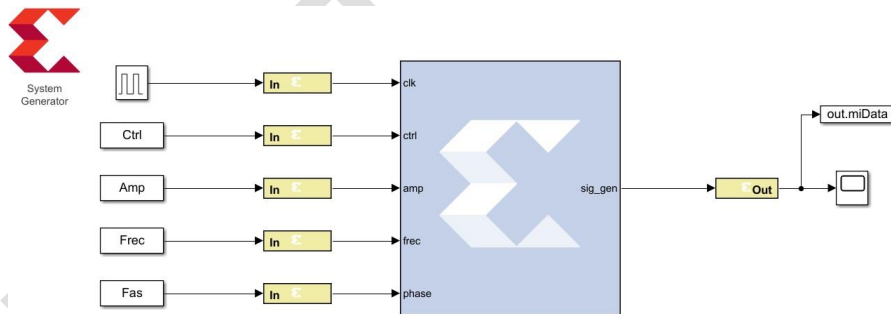 System
Generator
In
clk
Ctrl
In
ctrl
Amp
In
amp
Frec
In
frec
Fas
In
phase
sig_gen
Out
out.miData